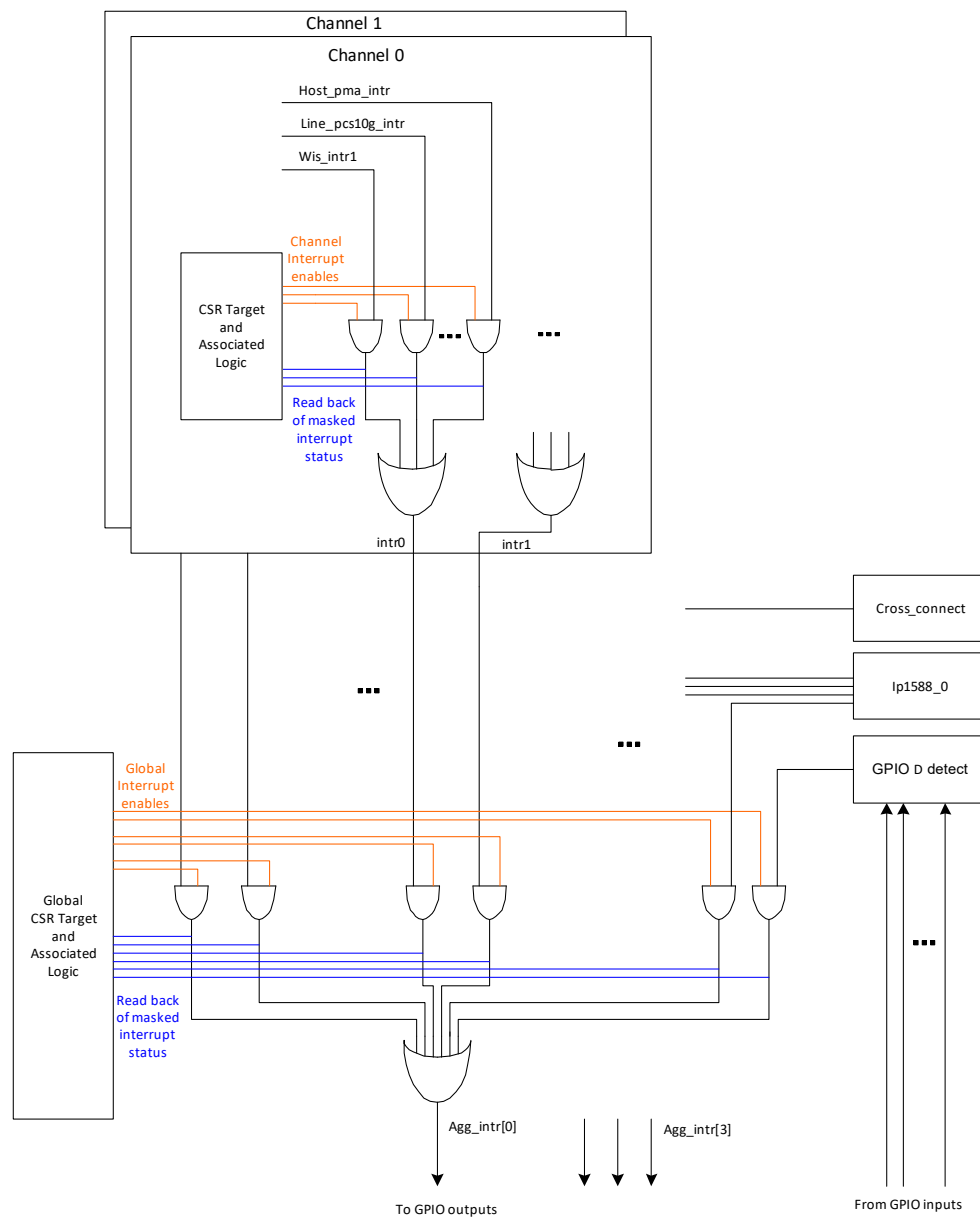 Channel 1
Channel 0
Host_pma_intr
Line_pcs10g_intr
Wis_intr1
Channel
Interrupt
enables
CSR Target
and
Associated
Logic
Read back
of masked
interrupt
status
intr0
intr1
Cross_connect
Ip1588_0
GPIO D detect
Global
Interrupt
enables
Global
CSR Target
and
Associated
Logic
Read back
of masked
interrupt
status
Agg_intr[0]
Agg_intr[3]
To GPIO outputs
From GPIO inputs